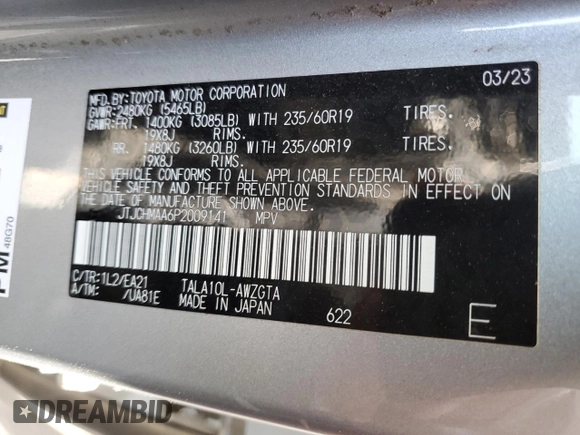 03/23
MFD.BY:TOYOTA MOTOR CORPORATION
GVWR:2480KG (5465LB)
GAWR:FRT. 1400KG (3085LB) WITH 235/60R19 TIRES.
19X8J RIMS.
RR. 1480KG (3260LB) WITH 235/60R19 TIRES.
19X8J RIMS.
THIS VEHICLE CONFORMS TO ALL APPLICABLE FEDERAL MOTOR
VEHICLE SAFETY AND THEFT PREVENTION STANDARDS IN EFFECT ON
THE DATE OF MANUFACTURE SHOWN ABOVE.
JTJCHMAA6P2009141 MPV
C/TR:1L2/EA21 TALA10L-AWZGTA
A/TM: /UA81E MADE IN JAPAN 622 E
PM
48G70
DREAMBID